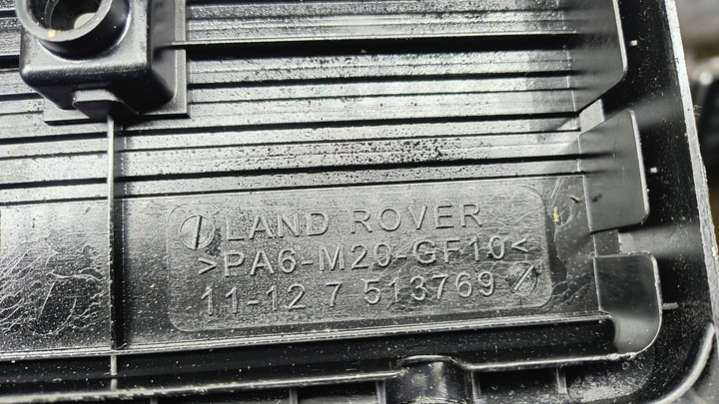 LAND ROVER
>PA6-M20-GF10<
11-12 7 513769